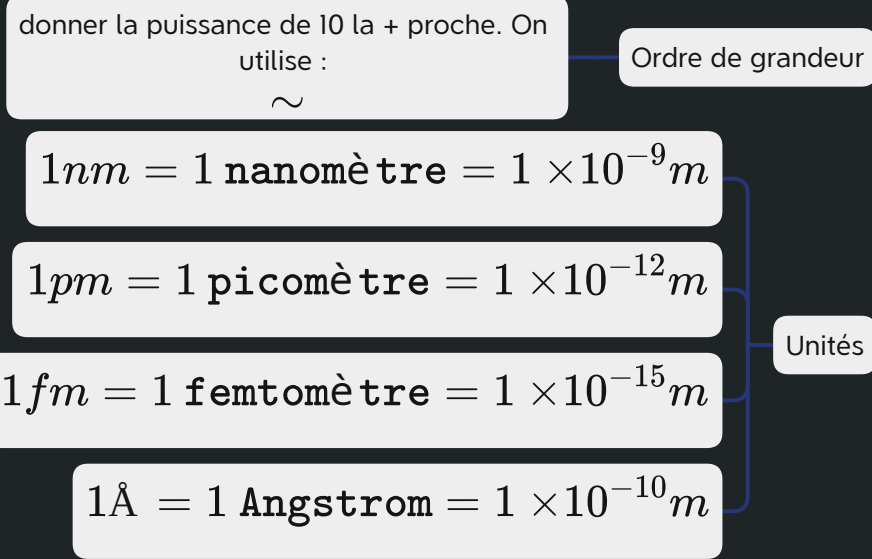 donner la puissance de 10 la + proche. On
utilise :
∼
Ordre de grandeur
1nm = 1 nanomètre = 1 ×10⁻⁹m
1pm = 1 picomètre = 1 ×10⁻¹²m
Unités
1fm = 1 femtomètre = 1 ×10⁻¹⁵m
1Å = 1 Angstrom = 1 ×10⁻¹⁰m